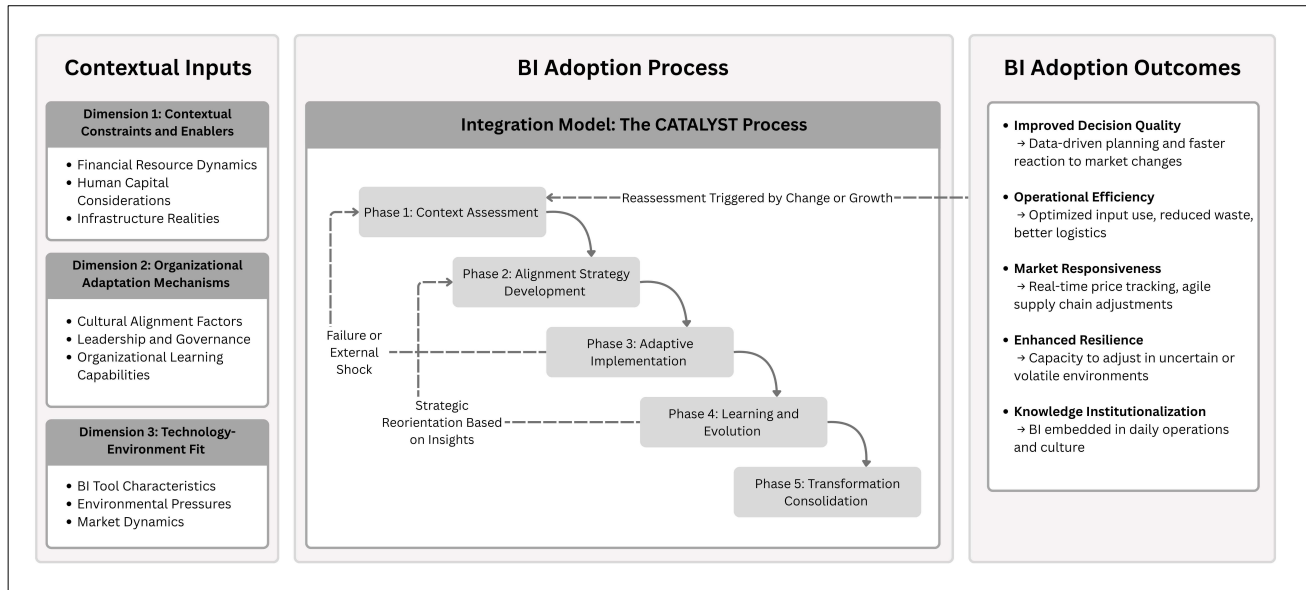 Contextual Inputs
Dimension 1: Contextual
Constraints and Enablers
• Financial Resource Dynamics
• Human Capital
Considerations
• Infrastructure Realities
Dimension 2: Organizational
Adaptation Mechanisms
• Cultural Alignment Factors
• Leadership and Governance
• Organizational Learning
Capabilities
Dimension 3: Technology-
Environment Fit
• BI Tool Characteristics
• Environmental Pressures
• Market Dynamics
BI Adoption Process
Integration Model: The CATALYST Process
Reassessment Triggered by Change or Growth
Phase 1: Context Assessment
Phase 2: Alignment Strategy
Development
Failure or
External
Shock
Phase 3: Adaptive
Implementation
Strategic
Reorientation Based
on Insights
Phase 4: Learning and
Evolution
Phase 5: Transformation
Consolidation
BI Adoption Outcomes
• Improved Decision Quality
→ Data-driven planning and faster
reaction to market changes
• Operational Efficiency
→ Optimized input use, reduced waste,
better logistics
• Market Responsiveness
→ Real-time price tracking, agile
supply chain adjustments
• Enhanced Resilience
→ Capacity to adjust in uncertain or
volatile environments
• Knowledge Institutionalization
→ BI embedded in daily operations
and culture